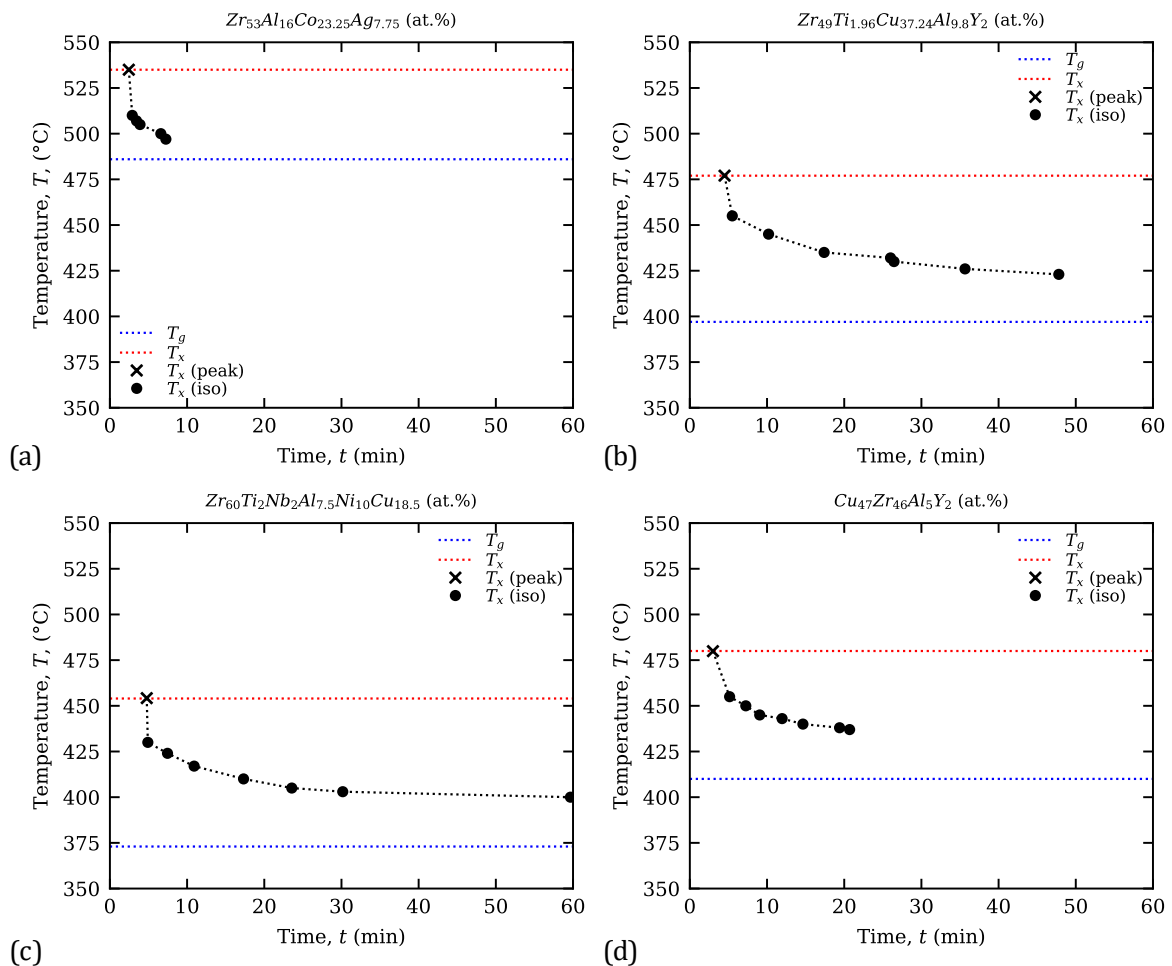 Zr53Al16Co23.25Ag7.75 (at.%)
550
525
500
475
450
425
400
375
350
Temperature, T, (°C)
Tg
Tx
Tx (peak)
Tx (iso)
0 10 20 30 40 50 60
Time, t (min)
(a)
Zr49Ti1.96Cu37.24Al9.8Y2 (at.%)
550
525
500
475
450
425
400
375
350
Temperature, T, (°C)
Tg
Tx
Tx (peak)
Tx (iso)
0 10 20 30 40 50 60
Time, t (min)
(b)
Zr60Ti2Nb2Al7.5Ni10Cu18.5 (at.%)
550
525
500
475
450
425
400
375
350
Temperature, T, (°C)
Tg
Tx
Tx (peak)
Tx (iso)
0 10 20 30 40 50 60
Time, t (min)
(c)
Cu47Zr46Al5Y2 (at.%)
550
525
500
475
450
425
400
375
350
Temperature, T, (°C)
Tg
Tx
Tx (peak)
Tx (iso)
0 10 20 30 40 50 60
Time, t (min)
(d)